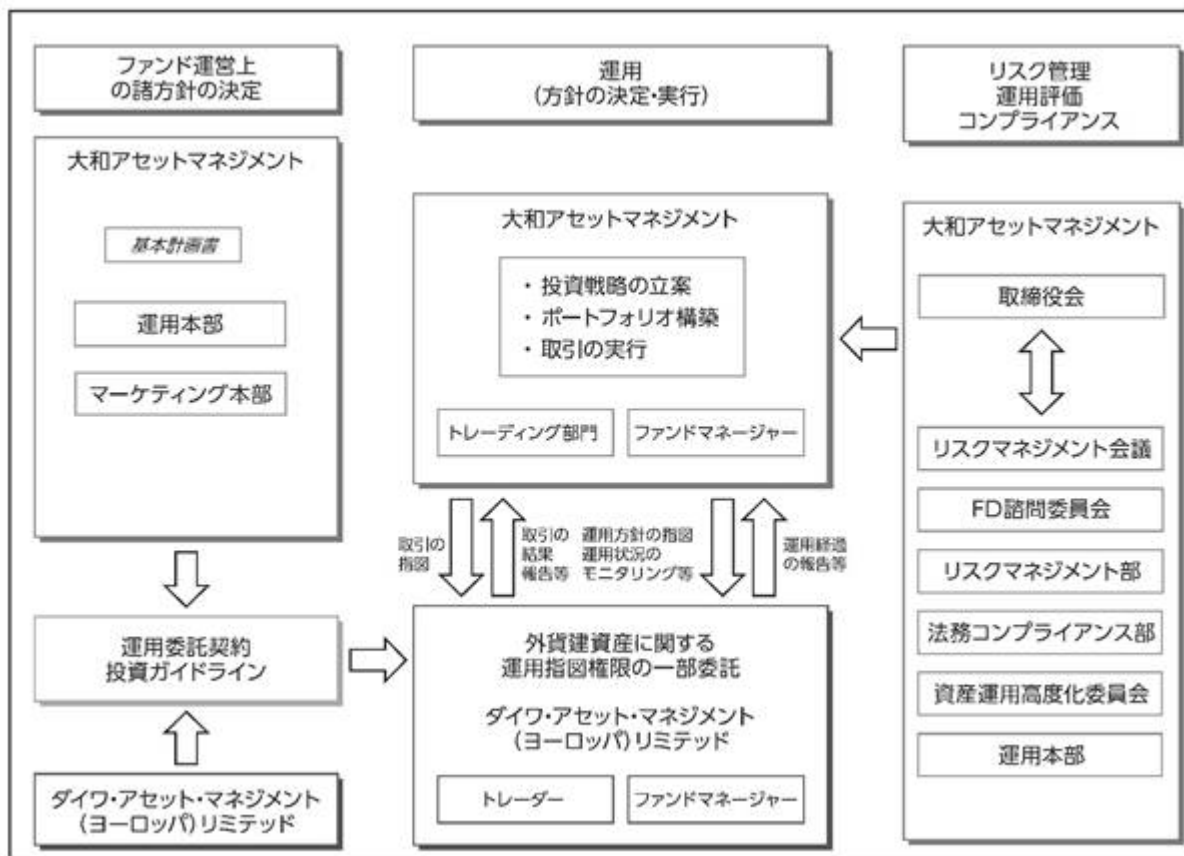 ファンド運営上
の諸方針の決定
大和アセットマネジメント
基本計画書
運用本部
マーケティング本部
運用委託契約
投資ガイドライン
ダイワ・アセット・マネジメント
(ヨーロッパ)リミテッド
運用
(方針の決定・実行)
大和アセットマネジメント
・ 投資戦略の立案
・ ポートフォリオ構築
・ 取引の実行
トレーディング部門
ファンドマネージャー
取引の
指図
取引の
結果
報告等
運用方針の指図
運用状況の
モニタリング等
運用経過
の報告等
外貨建資産に関する
運用指図権限の一部委託
ダイワ・アセット・マネジメント
(ヨーロッパ)リミテッド
トレーダー
ファンドマネージャー
リスク管理
運用評価
コンプライアンス
大和アセットマネジメント
取締役会
リスクマネジメント会議
FD諮問委員会
リスクマネジメント部
法務コンプライアンス部
資産運用高度化委員会
運用本部